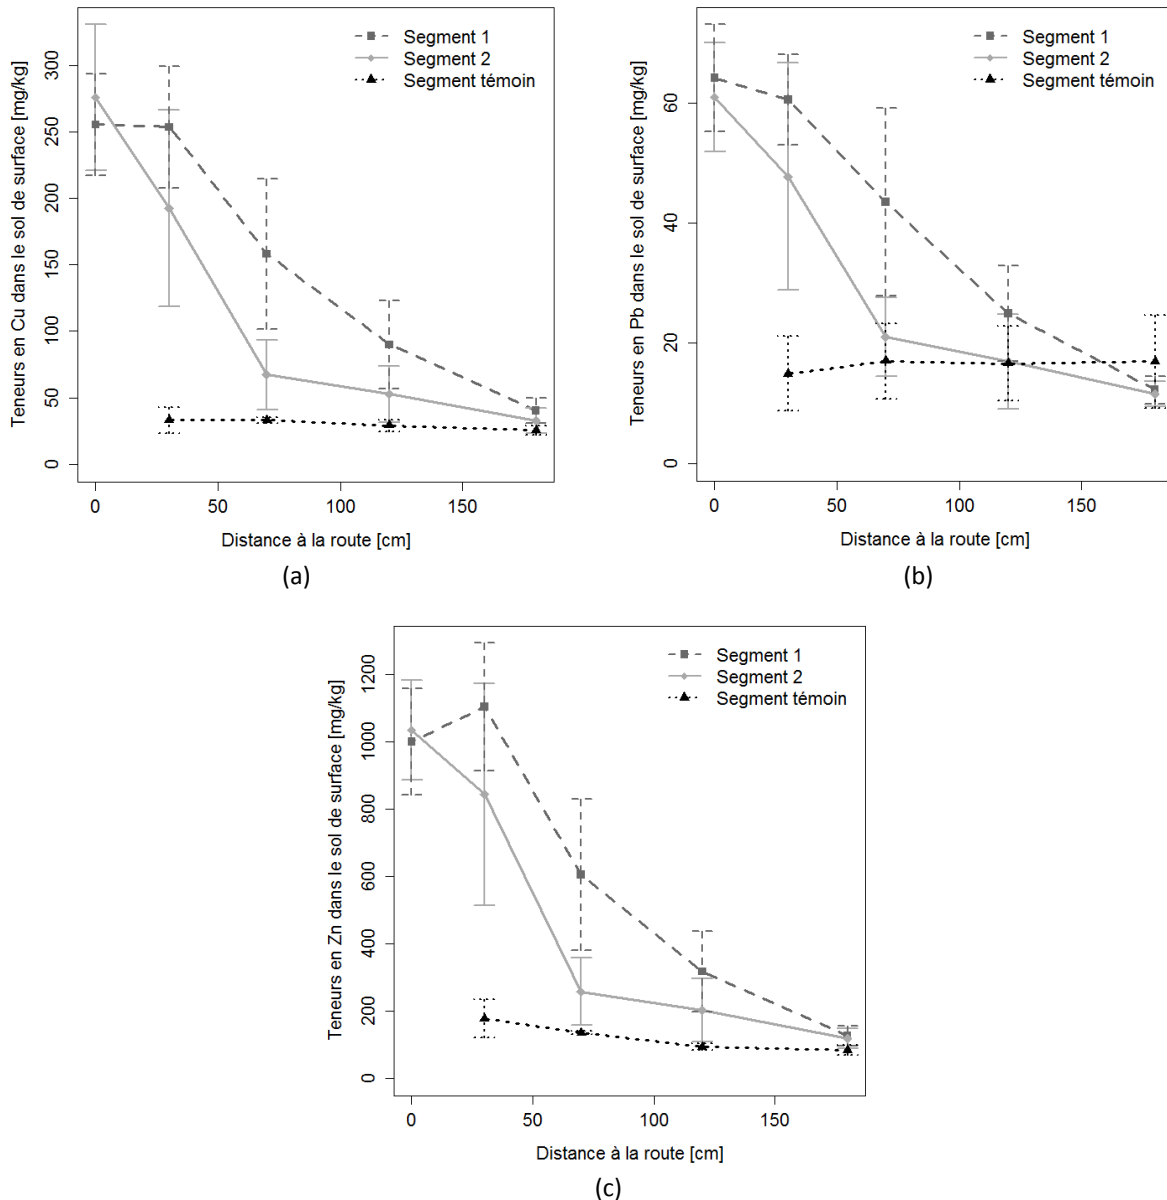 Teneurs en Cu dans le sol de surface [mg/kg]
0 50 100 150 200 250 300
Segment 1
Segment 2
Segment témoin
0 50 100 150
Distance à la route [cm]
(a)
Teneurs en Pb dans le sol de surface [mg/kg]
0 20 40 60
Segment 1
Segment 2
Segment témoin
0 50 100 150
Distance à la route [cm]
(b)
Teneurs en Zn dans le sol de surface [mg/kg]
0 200 400 600 800 1000 1200
Segment 1
Segment 2
Segment témoin
0 50 100 150
Distance à la route [cm]
(c)